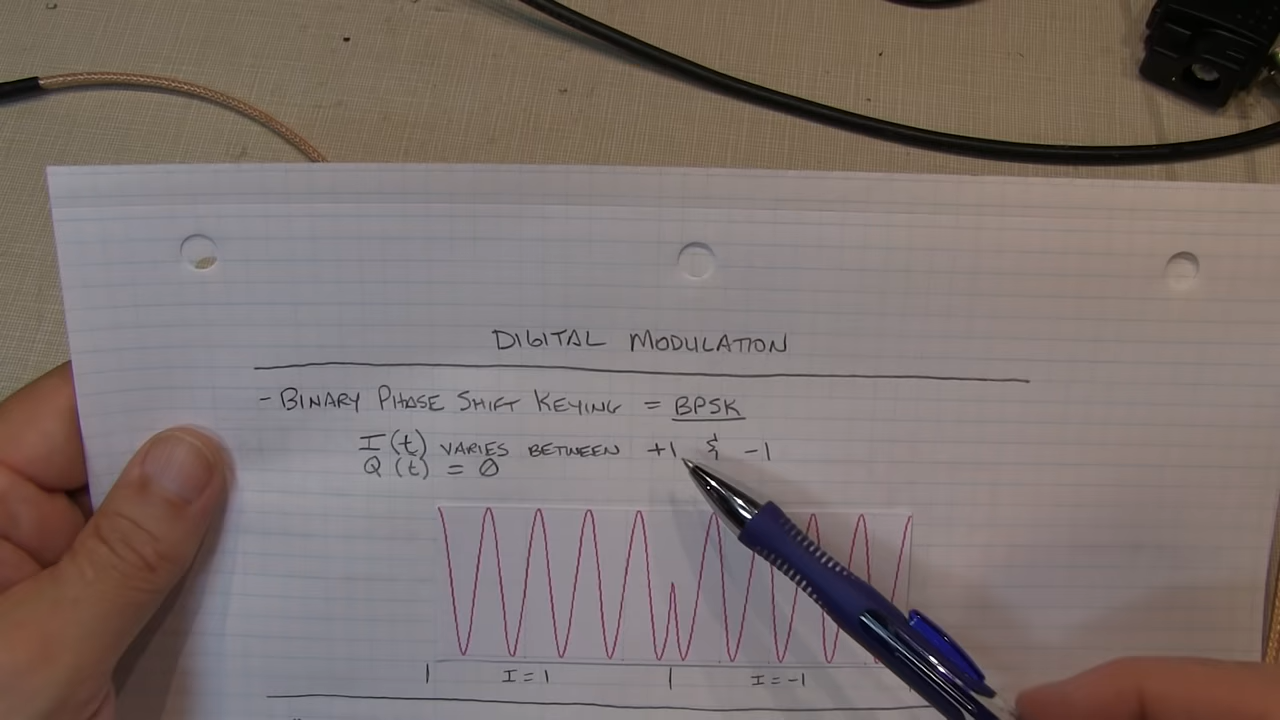 DIGITAL MODULATION
- BINARY PHASE SHIFT KEYING = BPSK
I(t) VARIES BETWEEN +1 & -1
Q(t) = 0
I=1 I=-1